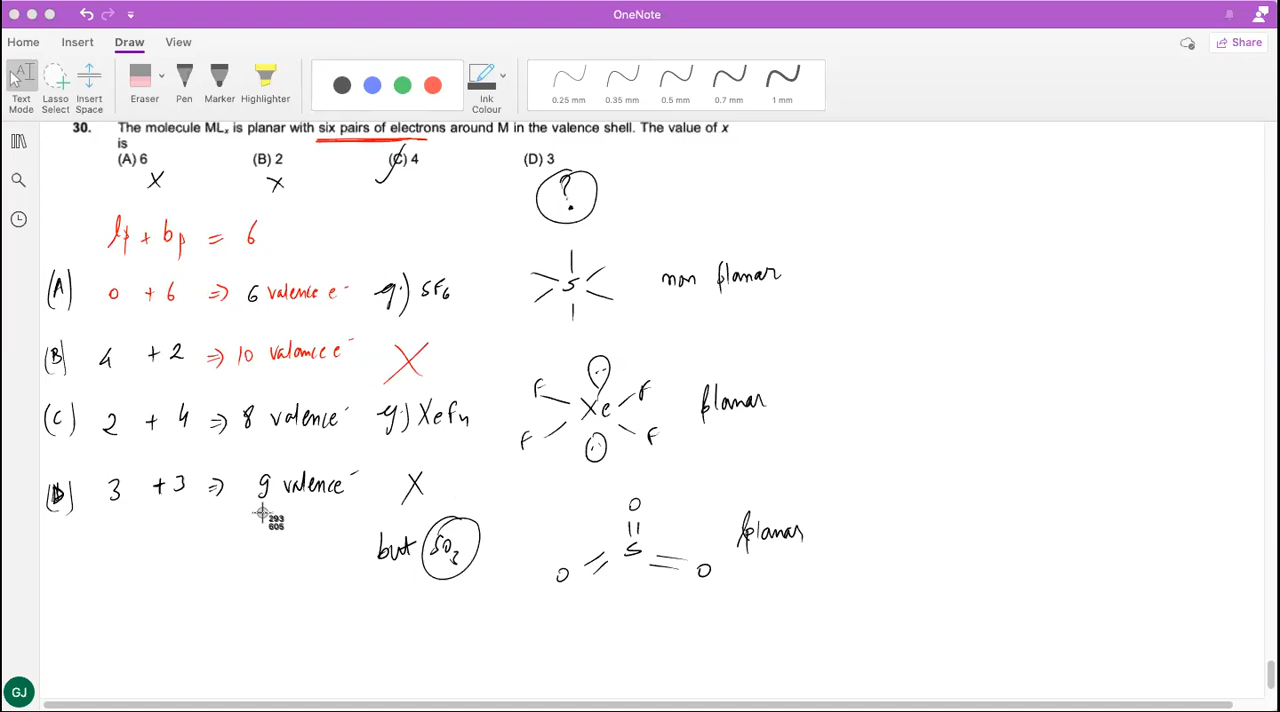 OneNote
Home Insert Draw View
Share
Text Mode
Lasso Select
Insert Space
Eraser
Pen
Marker
Highlighter
Ink Colour
0.25 mm 0.35 mm 0.5 mm 0.7 mm 1 mm
30. The molecule MLx is planar with six pairs of electrons around M in the valence shell. The value of x
is
(A) 6 (B) 2 (C) 4 (D) 3
X X ?
lp + bp = 6
(A) 0 + 6 => 6 valence e- eg:) SF6
S
non planar
(B) 4 + 2 => 10 valance e- X
(C) 2 + 4 => 8 valence- eg:) XeF4
F F
Xe
F F
planar
(D) 3 + 3 => 9 valence- X
293
605
but SO3
O
S
O O
planar
GJ